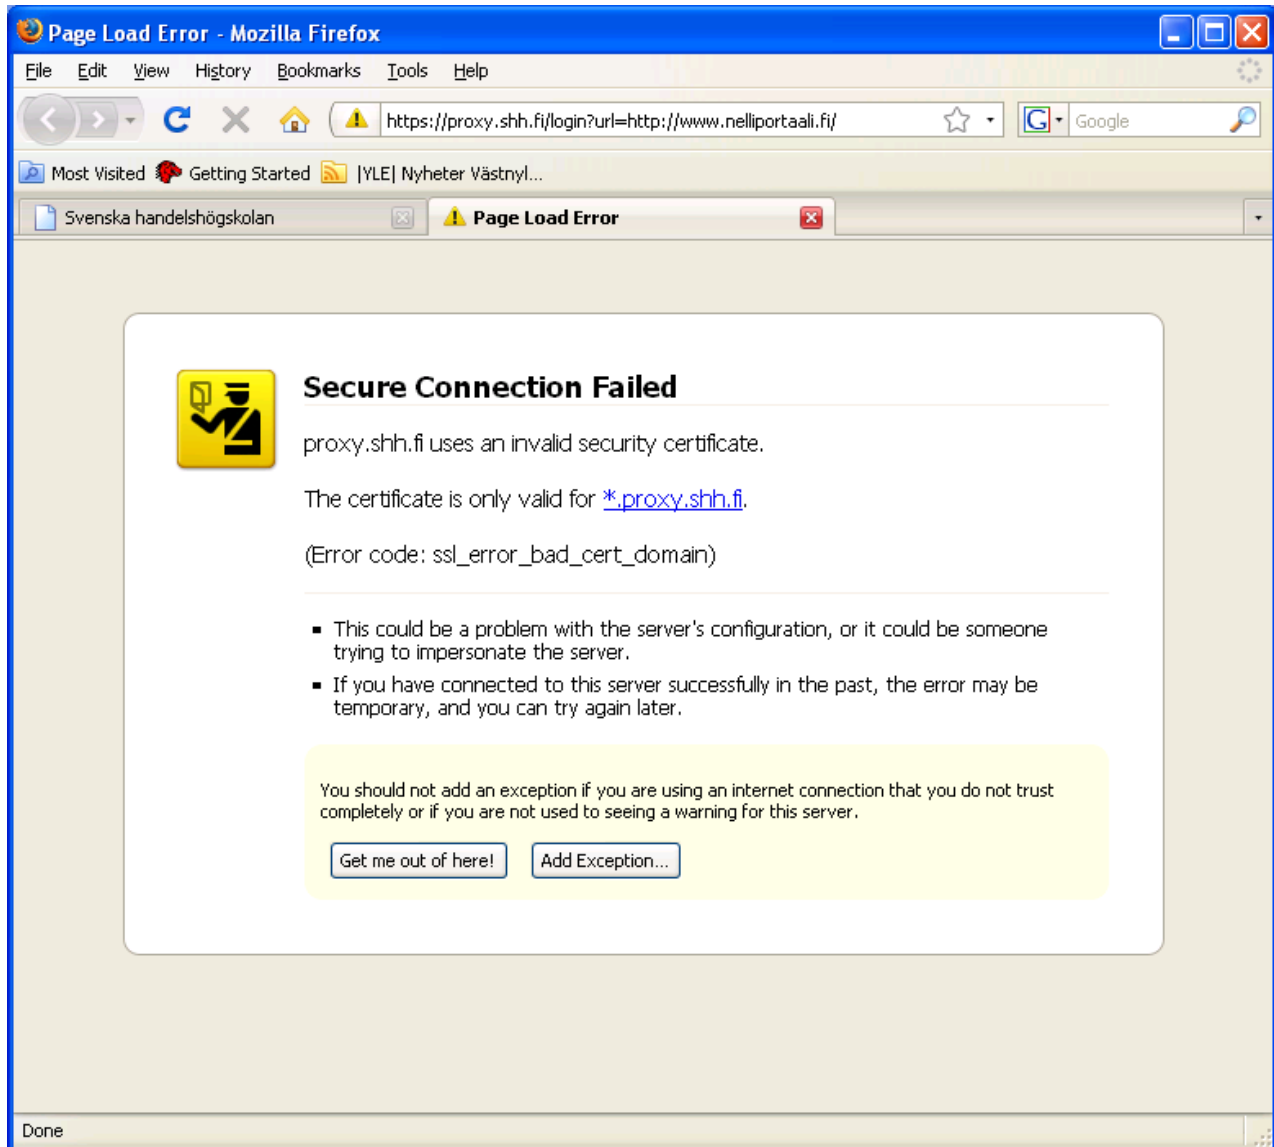 Page Load Error - Mozilla Firefox
File Edit View History Bookmarks Tools Help
https://proxy.shh.fi/login?url=http://www.nelliportaali.fi/
G Google
Most Visited Getting Started |YLE| Nyheter Västnyl...
Svenska handelshögskolan Page Load Error
Secure Connection Failed
proxy.shh.fi uses an invalid security certificate.
The certificate is only valid for *.proxy.shh.fi.
(Error code: ssl_error_bad_cert_domain)
This could be a problem with the server's configuration, or it could be someone
trying to impersonate the server.
If you have connected to this server successfully in the past, the error may be
temporary, and you can try again later.
You should not add an exception if you are using an internet connection that you do not trust
completely or if you are not used to seeing a warning for this server.
Get me out of here! Add Exception...
Done